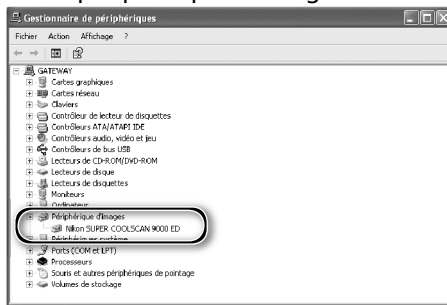 Gestionnaire de périphériques
Fichier Action Affichage ?
GATEWAY
Cartes graphiques
Cartes réseau
Claviers
Contrôleur de lecteur de disquettes
Contrôleurs ATA/ATAPI IDE
Contrôleurs audio, vidéo et jeu
Contrôleurs de bus USB
Lecteurs de CD-ROM/DVD-ROM
Lecteurs de disque
Lecteurs de disquettes
Moniteurs
Ordinateur
Périphérique d'images
Nikon SUPER COOLSCAN 9000 ED
Périphériques système
Ports (COM et LPT)
Processeurs
Souris et autres périphériques de pointage
Volumes de stockage